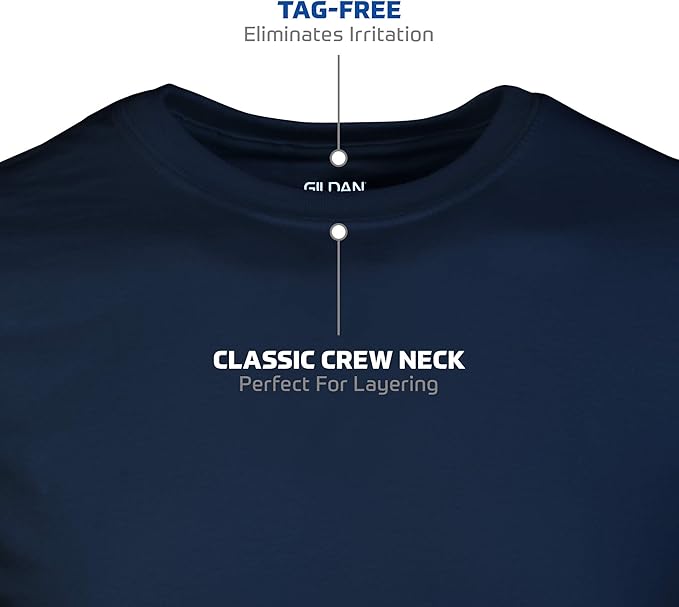 TAG-FREE
Eliminates Irritation
GILDAN
CLASSIC CREW NECK
Perfect For Layering